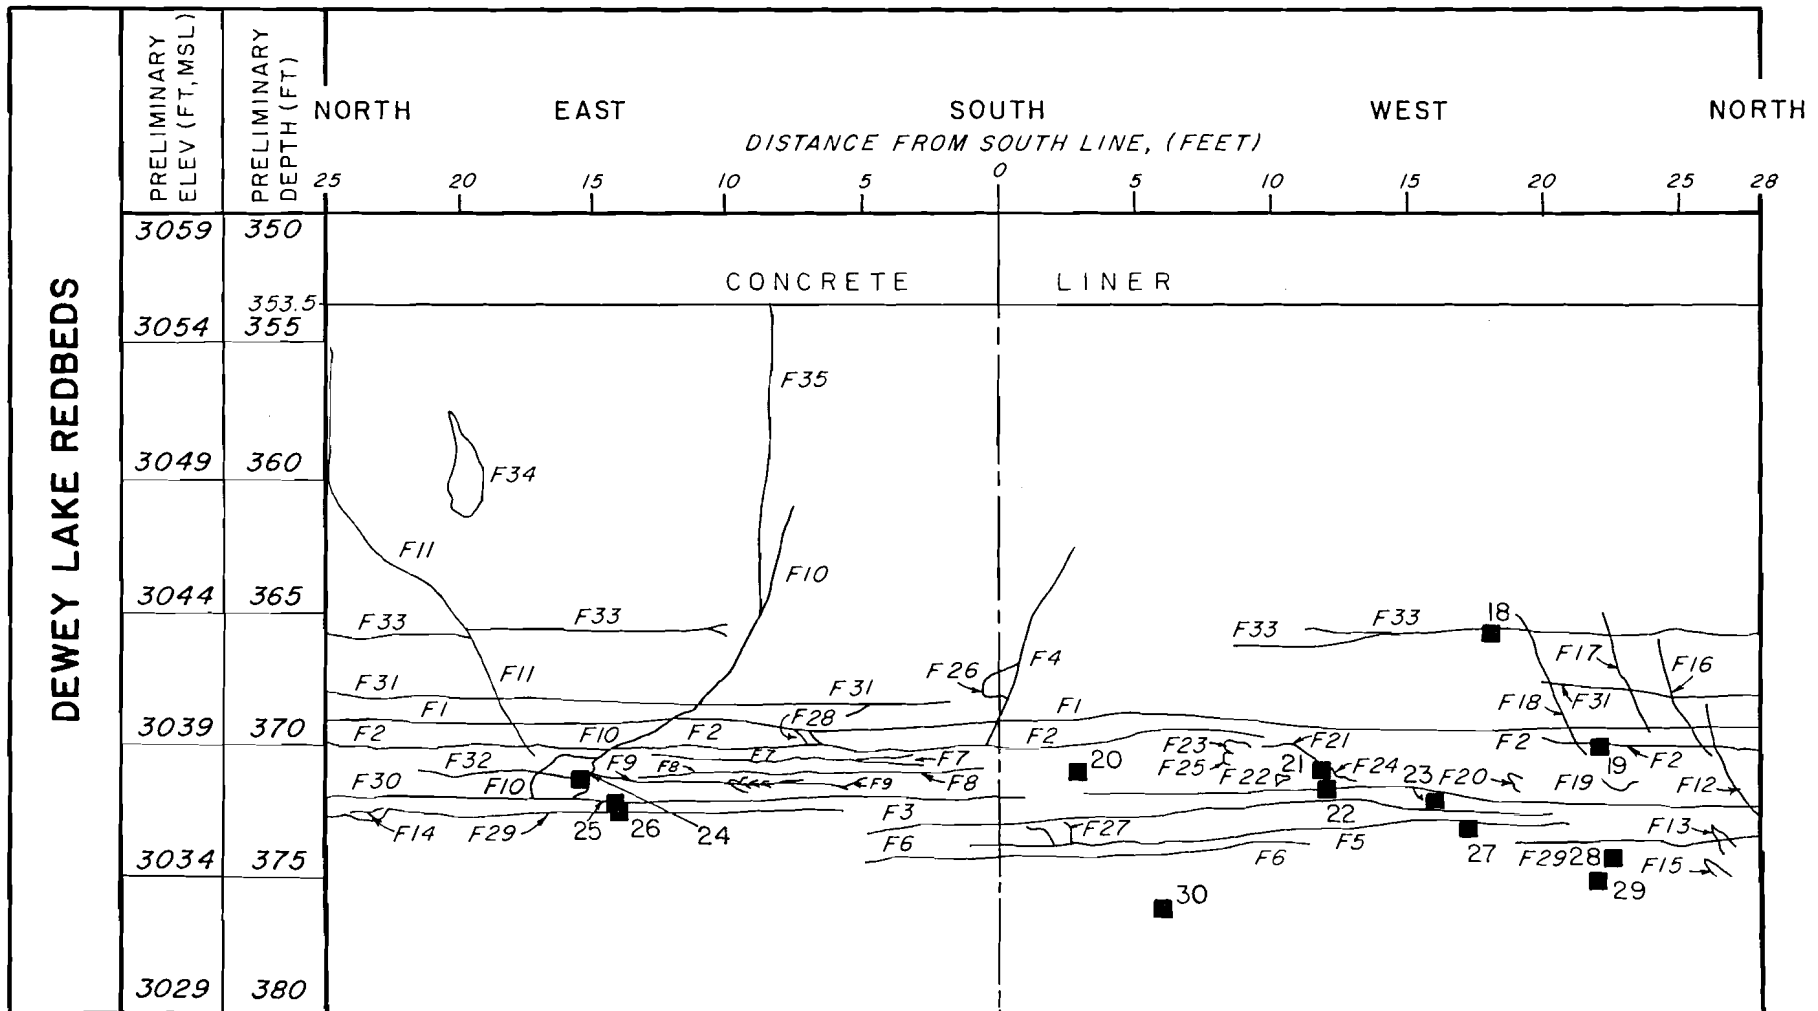 DEWEY LAKE REDBEDS
PRELIMINARY
ELEV (FT, MSL)
PRELIMINARY
DEPTH (FT)
NORTH EAST SOUTH WEST NORTH
DISTANCE FROM SOUTH LINE, (FEET)
25 20 15 10 5 0 5 10 15 20 25 28
3059 350
CONCRETE LINER
353.5
3054 355
F35
3049 360
F34
F11
F10
3044 365
F33 F33 F33 F33 18
F26 F4 F17 F16
F31 F11 F31 F18 F31
F1 F28 F1
3039 370
F2 F10 F2 F2 F23 F21 F2 F2
F32 F9 F7 F7 20 F25 21 F24 19
F8 F8 F9 F22 23 F20 F19 F12
F30 F10 F3 22
F14 F29 25 26 24 F27 F13
F6 F6 F5 27 F29 28 F15
3034 375
30 29
3029 380